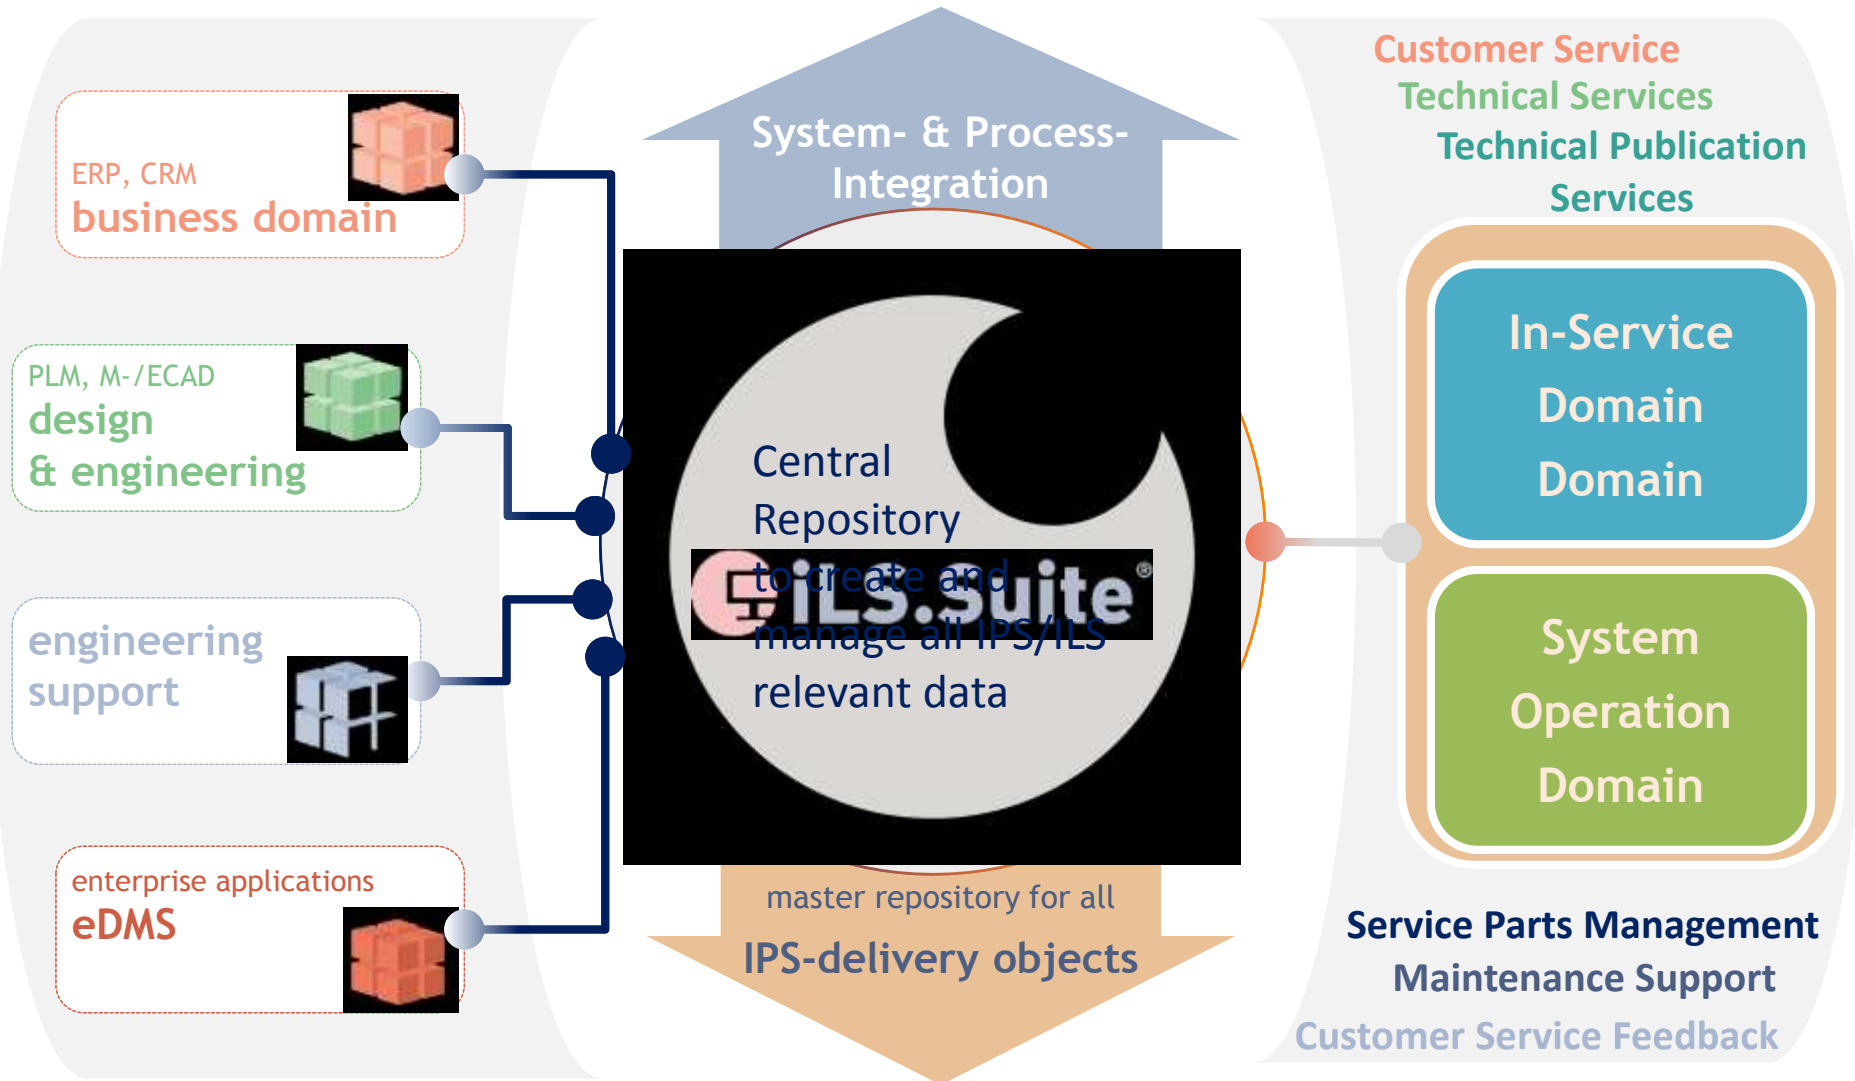 ERP, CRM
business domain
PLM, M-/ECAD
design
& engineering
engineering
support
enterprise applications
eDMS
System- & Process-
Integration
Central
Repository
to create and
manage all IPS/ILS
relevant data
iLS.Suite®
master repository for all
IPS-delivery objects
Customer Service
Technical Services
Technical Publication
Services
In-Service
Domain
Domain
System
Operation
Domain
Service Parts Management
Maintenance Support
Customer Service Feedback